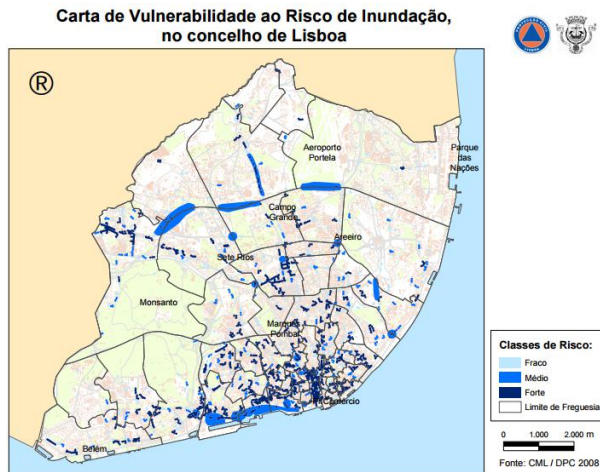 Carta de Vulnerabilidade ao Risco de Inundação,
no concelho de Lisboa
®
Aeroporto
Portela
Parque
das
Nações
Campo
Grande
Areeiro
Sete Rios
Monsanto
Marquês
Pombal
Comércio
Belém
Classes de Risco:
Fraco
Médio
Forte
Limite de Freguesia
0 1.000 2.000 m
Fonte: CML / DPC 2008